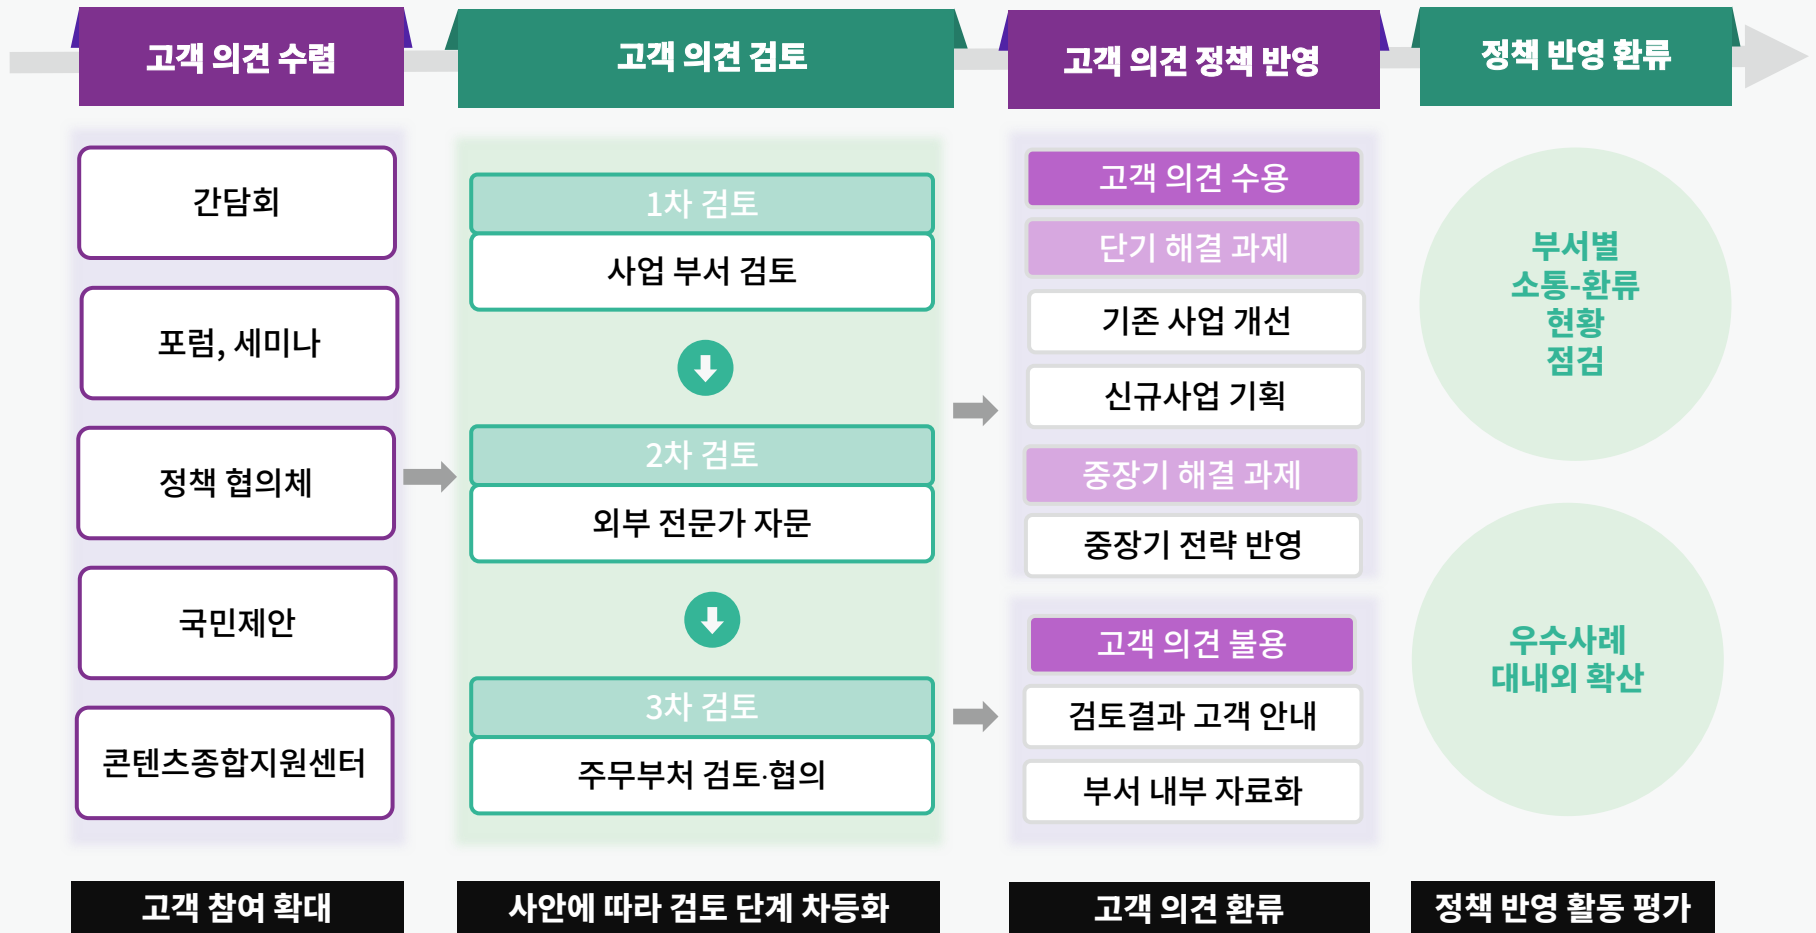 고객 의견 수렴
고객 의견 검토
고객 의견 정책 반영
정책 반영 환류
간담회
포럼, 세미나
정책 협의체
국민제안
콘텐츠종합지원센터
1차 검토
사업 부서 검토
2차 검토
외부 전문가 자문
3차 검토
주무부처 검토·협의
고객 의견 수용
단기 해결 과제
기존 사업 개선
신규사업 기획
중장기 해결 과제
중장기 전략 반영
고객 의견 불용
검토결과 고객 안내
부서 내부 자료화
부서별
소통-환류
현황
점검
우수사례
대내외 확산
고객 참여 확대
사안에 따라 검토 단계 차등화
고객 의견 환류
정책 반영 활동 평가